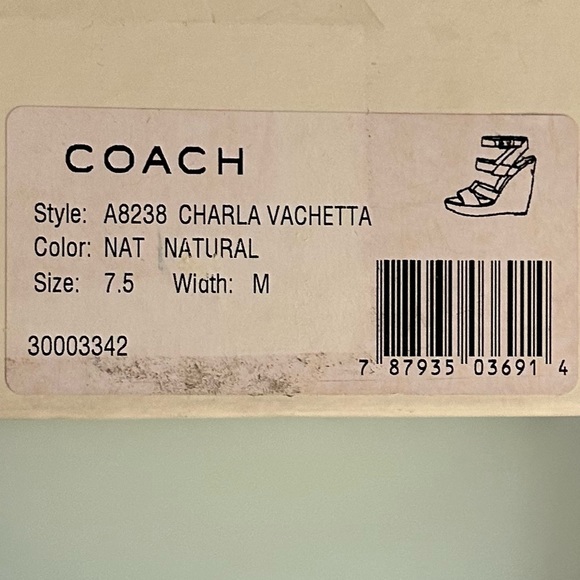 COACH
Style: A8238 CHARLA VACHETTA
Color: NAT NATURAL
Size: 7.5 Width: M
30003342
7 87935 03691 4